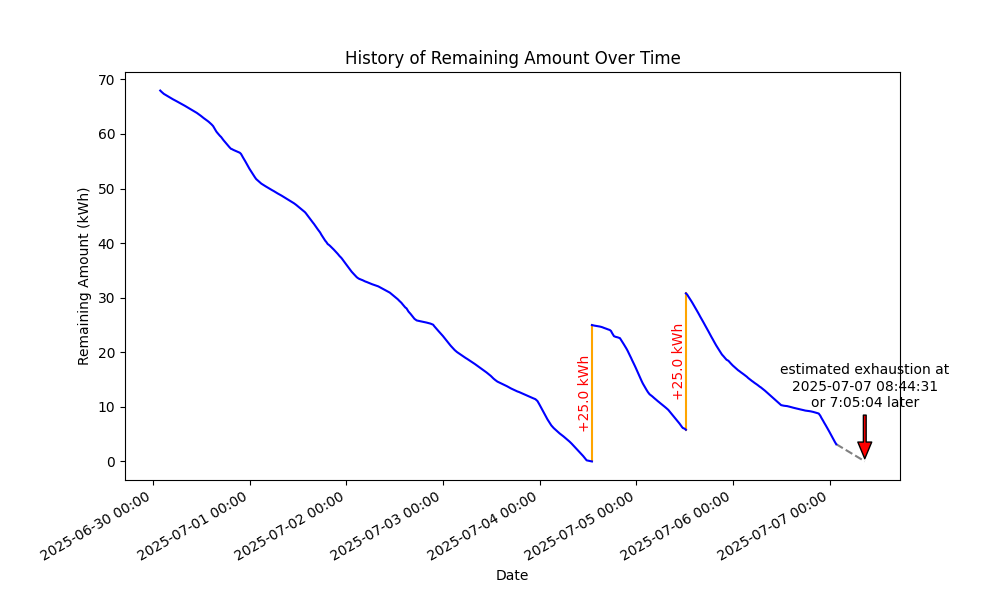 History of Remaining Amount Over Time
Remaining Amount (kWh)
70
60
50
40
30
20
10
0
+25.0 kWh
+25.0 kWh
estimated exhaustion at
2025-07-07 08:44:31
or 7:05:04 later
2025-06-30 00:00
2025-07-01 00:00
2025-07-02 00:00
2025-07-03 00:00
2025-07-04 00:00
2025-07-05 00:00
2025-07-06 00:00
2025-07-07 00:00
Date